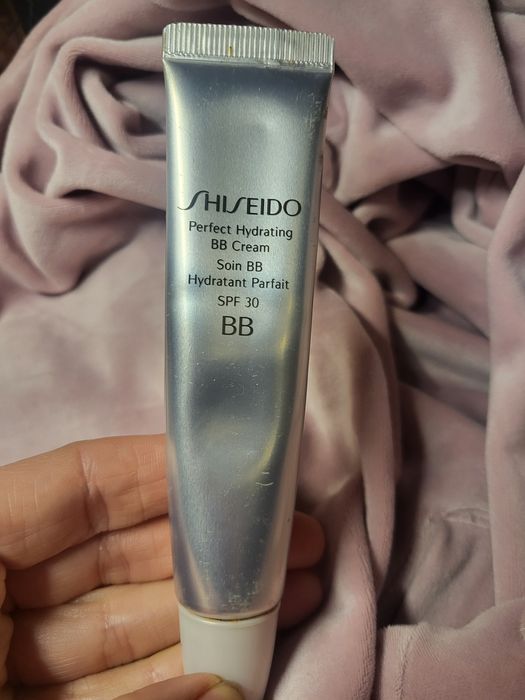 SHISEIDO
Perfect Hydrating
BB Cream
Soin BB
Hydratant Parfait
SPF 30
BB